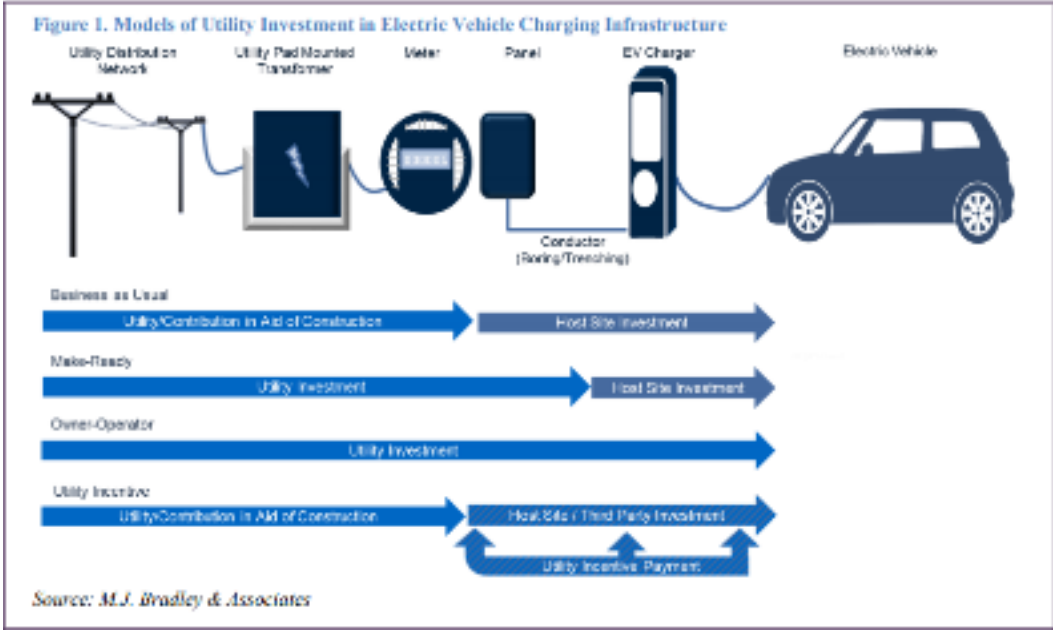 Figure 1. Models of Utility Investment in Electric Vehicle Charging Infrastructure
Utility Distribution Network
Utility Pad Mounted Transformer
Meter
Panel
EV Charger
Electric Vehicle
Conductor
(Boring/Trenching)
Business as Usual
Utility/Contribution in Aid of Construction
Host Site Investment
Make-Ready
Utility Investment
Host Site Investment
Owner-Operator
Utility Investment
Utility Incentive
Utility/Contribution in Aid of Construction
Host Site / Third Party Investment
Utility Incentive Payment
Source: M.J. Bradley & Associates